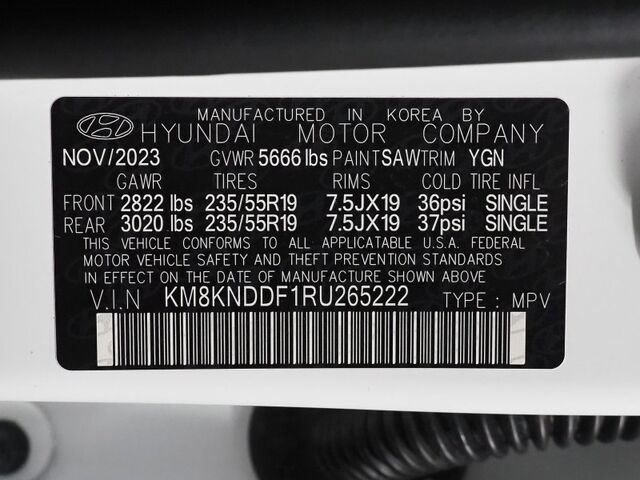 MANUFACTURED IN KOREA BY
HYUNDAI MOTOR COMPANY
NOV/2023 GVWR 5666 lbs PAINT SAW TRIM YGN
GAWR TIRES RIMS COLD TIRE INFL
FRONT 2822 lbs 235/55R19 7.5JX19 36psi SINGLE
REAR 3020 lbs 235/55R19 7.5JX19 37psi SINGLE
THIS VEHICLE CONFORMS TO ALL APPLICATABLE U.S.A. FEDERAL
MOTOR VEHICLE SAFETY AND THEFT PREVENTION STANDARDS
IN EFFECT ON THE DATE OF MANUFACTURE SHOWN ABOVE.
V.I.N KM8KNDDF1RU265222 TYPE : MPV